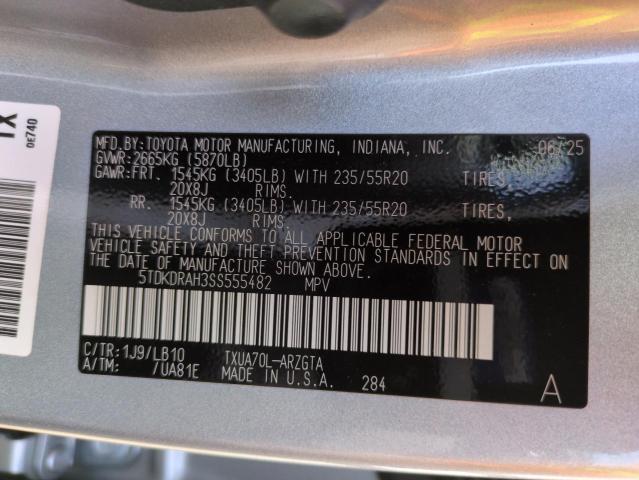 MFD.BY:TOYOTA MOTOR MANUFACTURING, INDIANA, INC. 06/25
GVWR:2665KG (5870LB)
GAWR:FRT. 1545KG (3405LB) WITH 235/55R20 TIRES,
20X8J RIMS.
RR. 1545KG (3405LB) WITH 235/55R20 TIRES,
20X8J RIMS.
THIS VEHICLE CONFORMS TO ALL APPLICABLE FEDERAL MOTOR
VEHICLE SAFETY AND THEFT PREVENTION STANDARDS IN EFFECT ON
THE DATE OF MANUFACTURE SHOWN ABOVE.
5TDKDRAH3SS555482 MPV
C/TR:1J9/LB10 TXUA70L-ARZGTA
A/TM: /UA81E MADE IN U.S.A. 284 A
TX
0E740